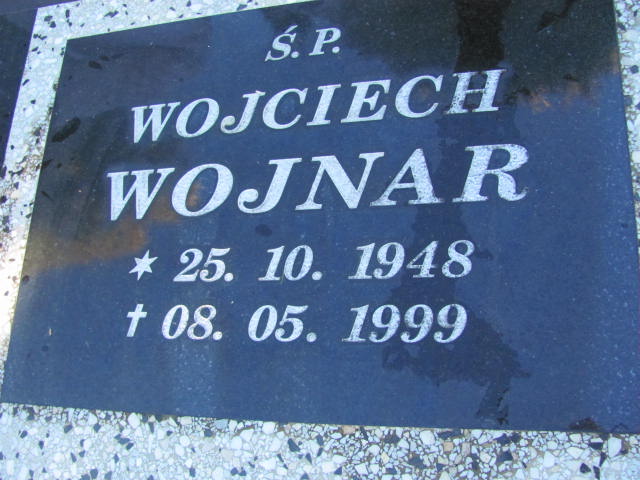 Ś. P.
WOJCIECH
WOJNAR
★ 25. 10. 1948
† 08. 05. 1999